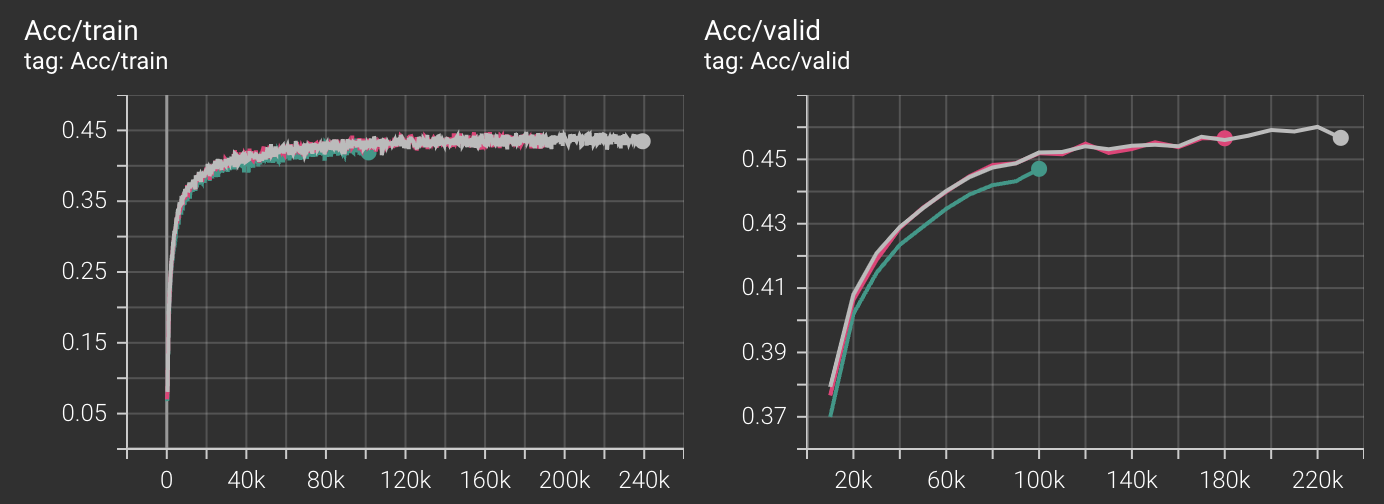 Acc/train
tag: Acc/train
0.45
0.35
0.25
0.15
0.05
0 40k 80k 120k 160k 200k 240k
Acc/valid
tag: Acc/valid
0.45
0.43
0.41
0.39
0.37
20k 60k 100k 140k 180k 220k